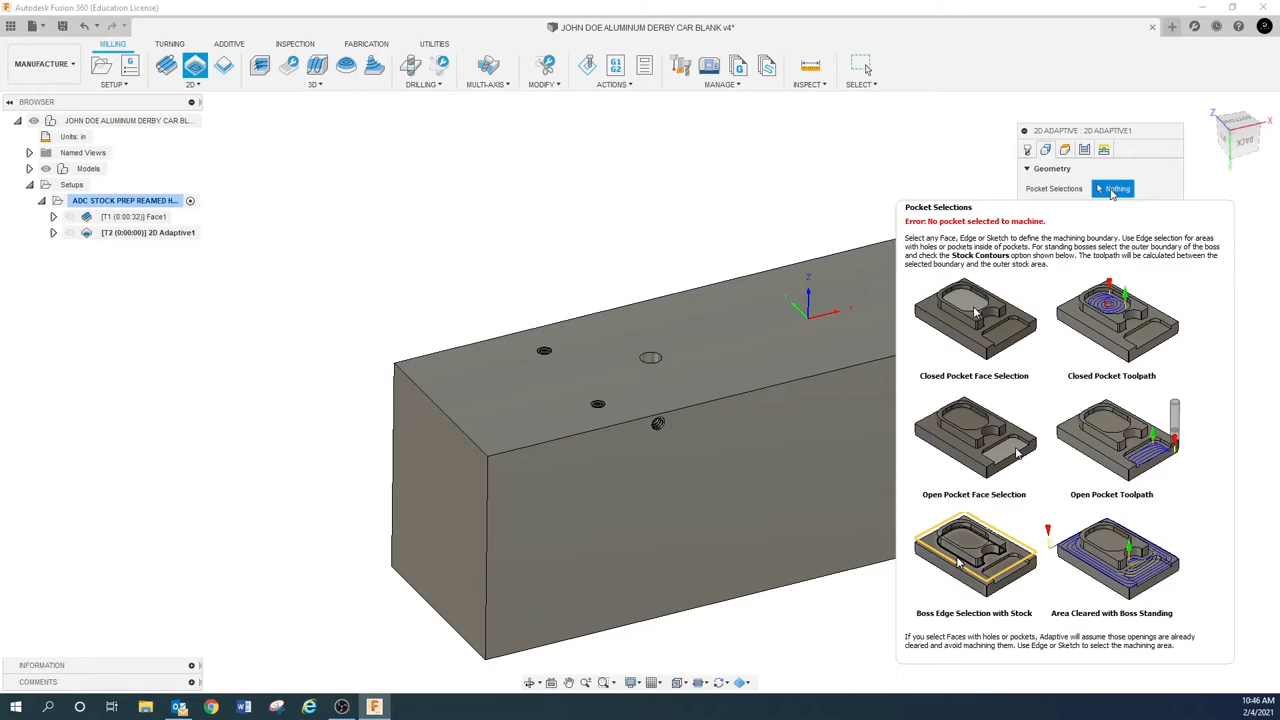 Autodesk Fusion 360 (Education License)
JOHN DOE ALUMINUM DERBY CAR BLANK v4*
MILLING TURNING ADDITIVE INSPECTION FABRICATION UTILITIES
MANUFACTURE
SETUP 2D 3D DRILLING MULTI-AXIS MODIFY ACTIONS MANAGE INSPECT SELECT
G G1 G2 G
BROWSER
JOHN DOE ALUMINUM DERBY CAR BL...
Units: in
Named Views
Models
Setups
ADC STOCK PREP REAMED H...
[T1 (0:00:32)] Face1
[T2 (0:00:00)] 2D Adaptive1
Z X
BOTTOM
BACK
2D ADAPTIVE : 2D ADAPTIVE1
Geometry
Pocket Selections Nothing
Pocket Selections
Error: No pocket selected to machine.
Select any Face, Edge or Sketch to define the machining boundary. Use Edge selection for areas
with holes or pockets inside of pockets. For standing bosses select the outer boundary of the boss
and check the Stock Contours option shown below. The toolpath will be calculated between the
selected boundary and the outer stock area.
Closed Pocket Face Selection Closed Pocket Toolpath
Open Pocket Face Selection Open Pocket Toolpath
Boss Edge Selection with Stock Area Cleared with Boss Standing
If you select Faces with holes or pockets, Adaptive will assume those openings are already
cleared and avoid machining them. Use Edge or Sketch to select the machining area.
Z
INFORMATION
COMMENTS
10:46 AM
2/4/2021